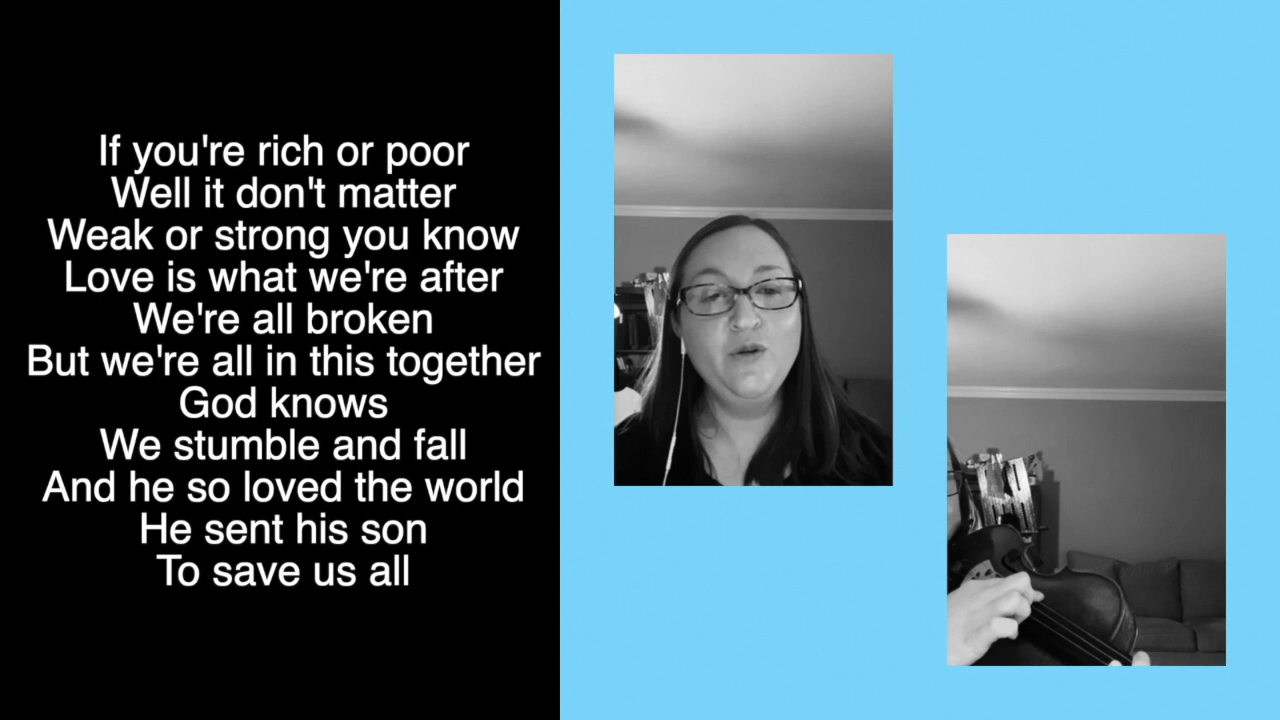 If you're rich or poor
Well it don't matter
Weak or strong you know
Love is what we're after
We're all broken
But we're all in this together
God knows
We stumble and fall
And he so loved the world
He sent his son
To save us all